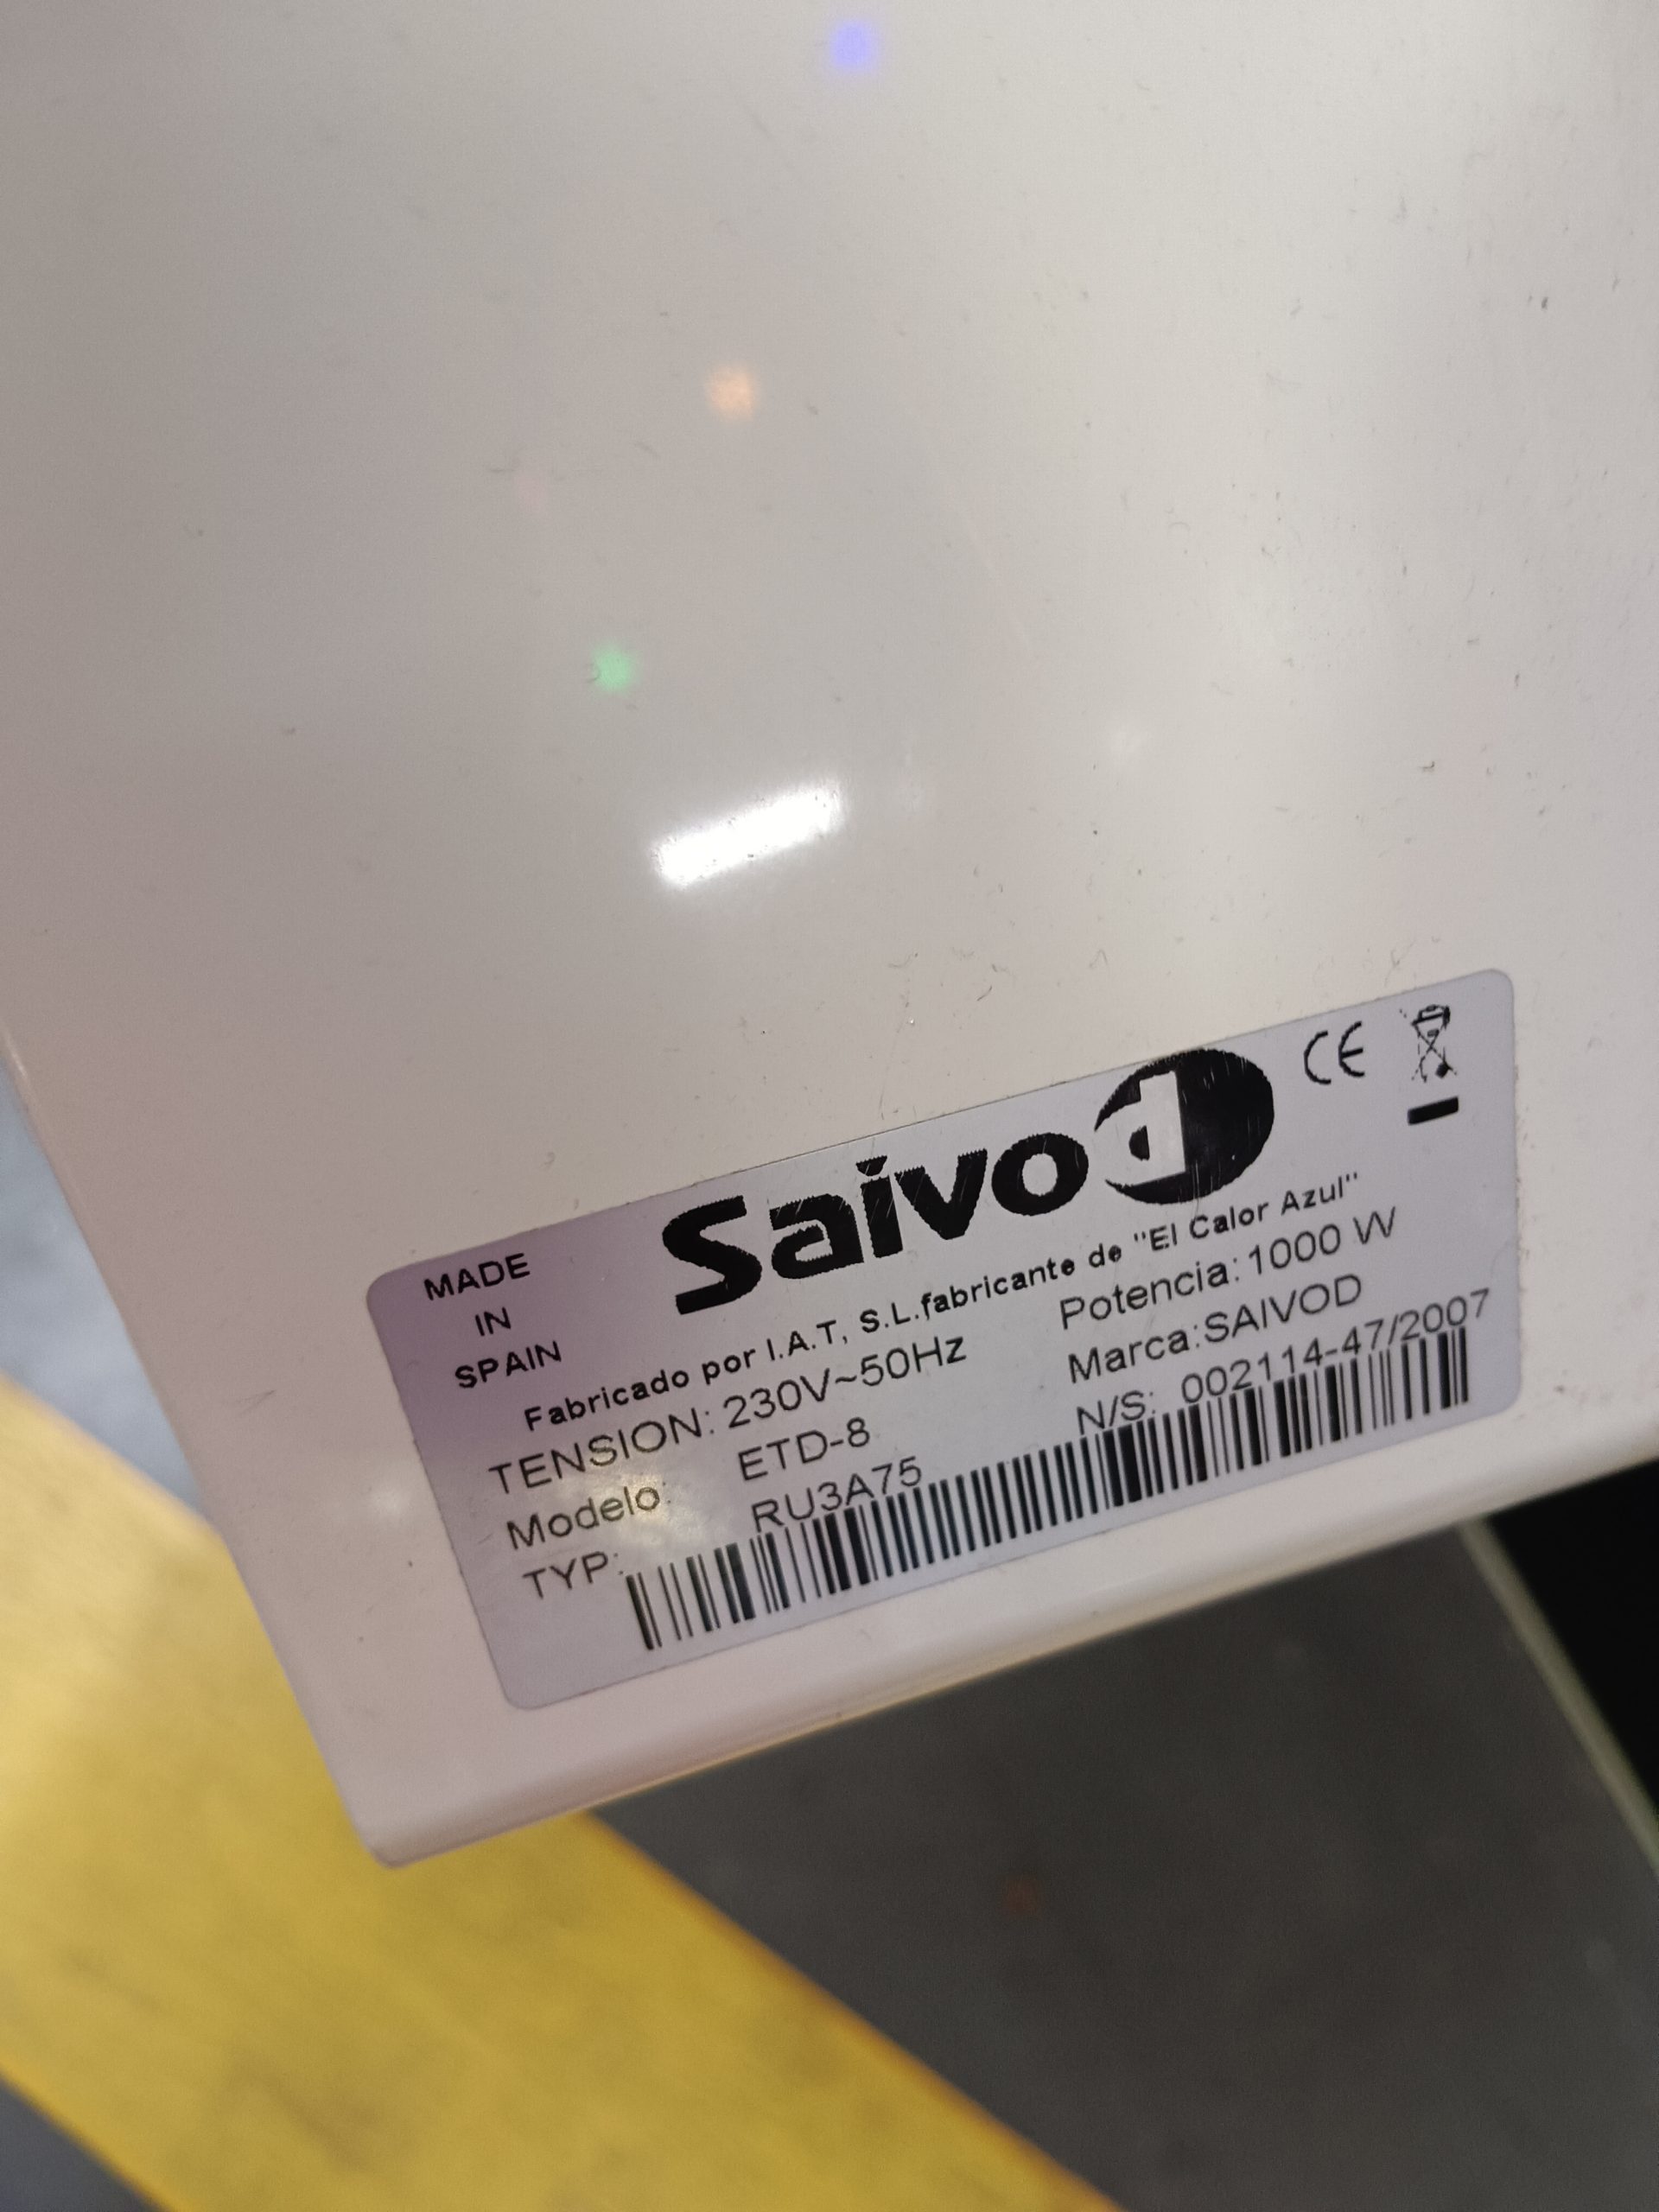 Saivod
CE
MADE
IN
SPAIN
Fabricado por I.A.T, S.L.fabricante de "El Calor Azul"
TENSION: 230V~50Hz Potencia: 1000 W
Modelo: ETD-8 Marca: SAIVOD
TYP: RU3A75 N/S: 002114-47/2007